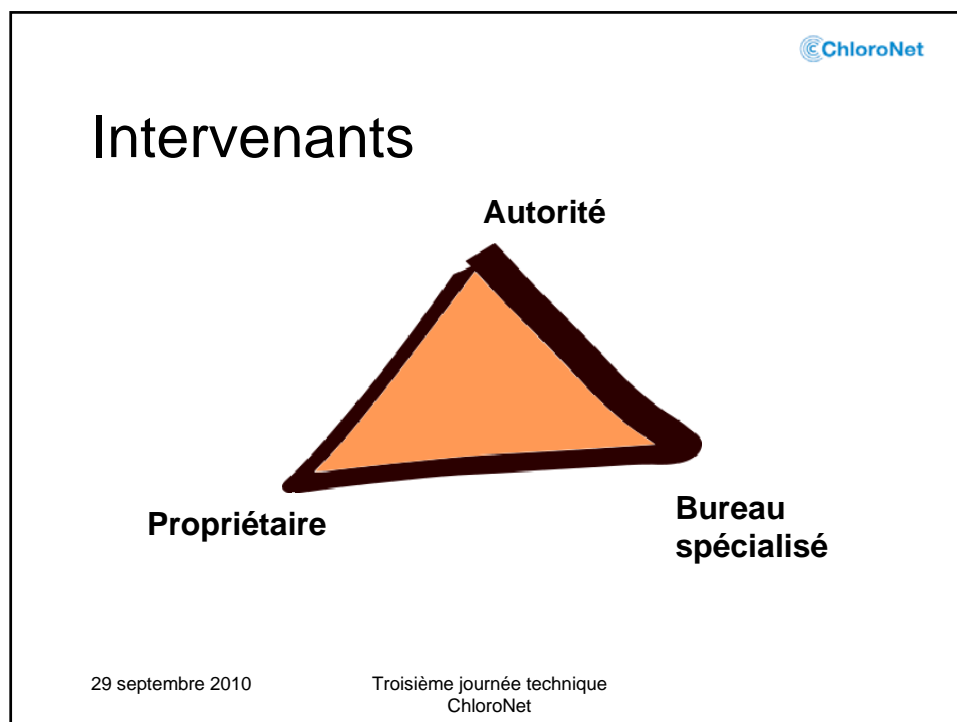 ChloroNet
Intervenants
Autorité
Propriétaire
Bureau
spécialisé
29 septembre 2010
Troisième journée technique
ChloroNet